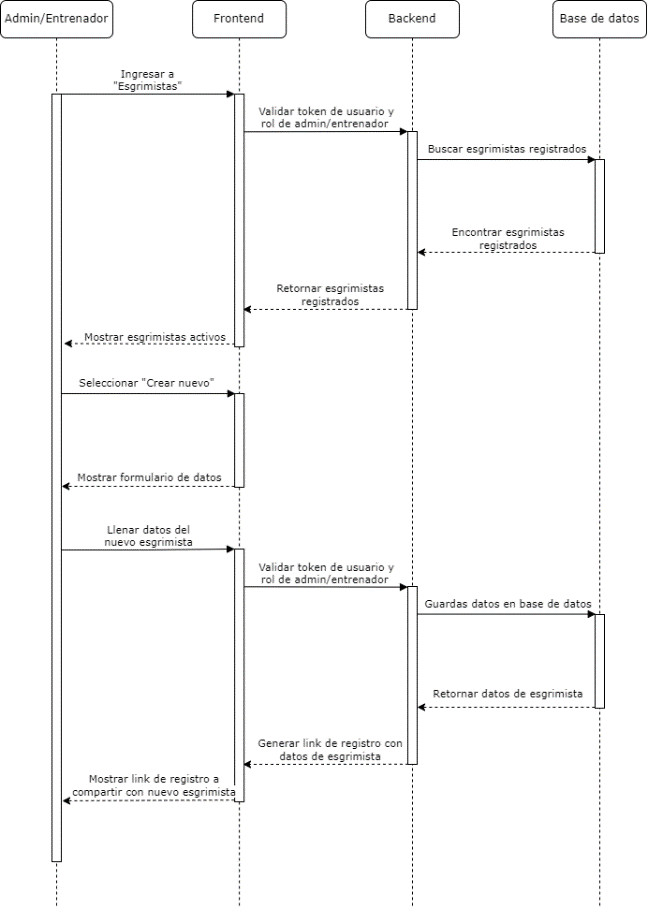 Admin/Entrenador
Frontend
Backend
Base de datos
Ingresar a
"Esgrimistas"
Validar token de usuario y
rol de admin/entrenador
Buscar esgrimistas registrados
Encontrar esgrimistas
registrados
Retornar esgrimistas
registrados
Mostrar esgrimistas activos
Seleccionar "Crear nuevo"
Mostrar formulario de datos
Llenar datos del
nuevo esgrimista
Validar token de usuario y
rol de admin/entrenador
Guardas datos en base de datos
Retornar datos de esgrimista
Generar link de registro con
datos de esgrimista
Mostrar link de registro a
compartir con nuevo esgrimista